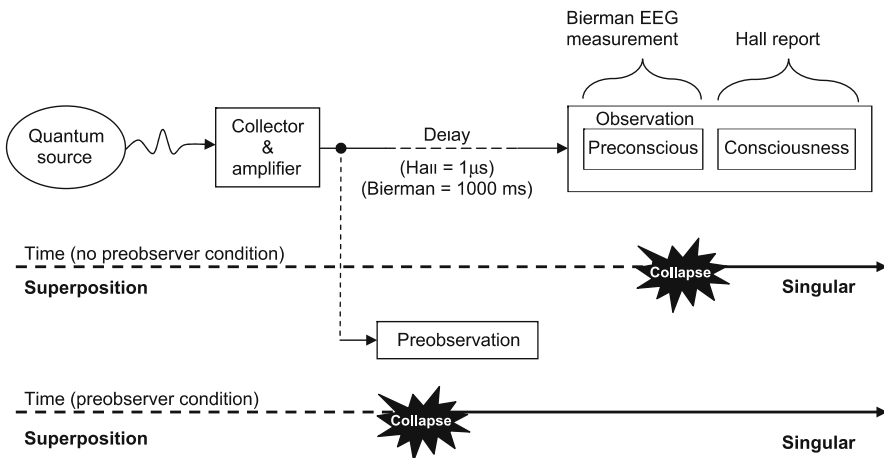 Bierman EEG
measurement
Hall report
Quantum
source
Collector
&
amplifier
Delay
(Hall = 1μs)
(Bierman = 1000 ms)
Observation
Preconscious
Consciousness
Time (no preobserver condition)
Collapse
Superposition
Singular
Preobservation
Time (preobserver condition)
Collapse
Superposition
Singular